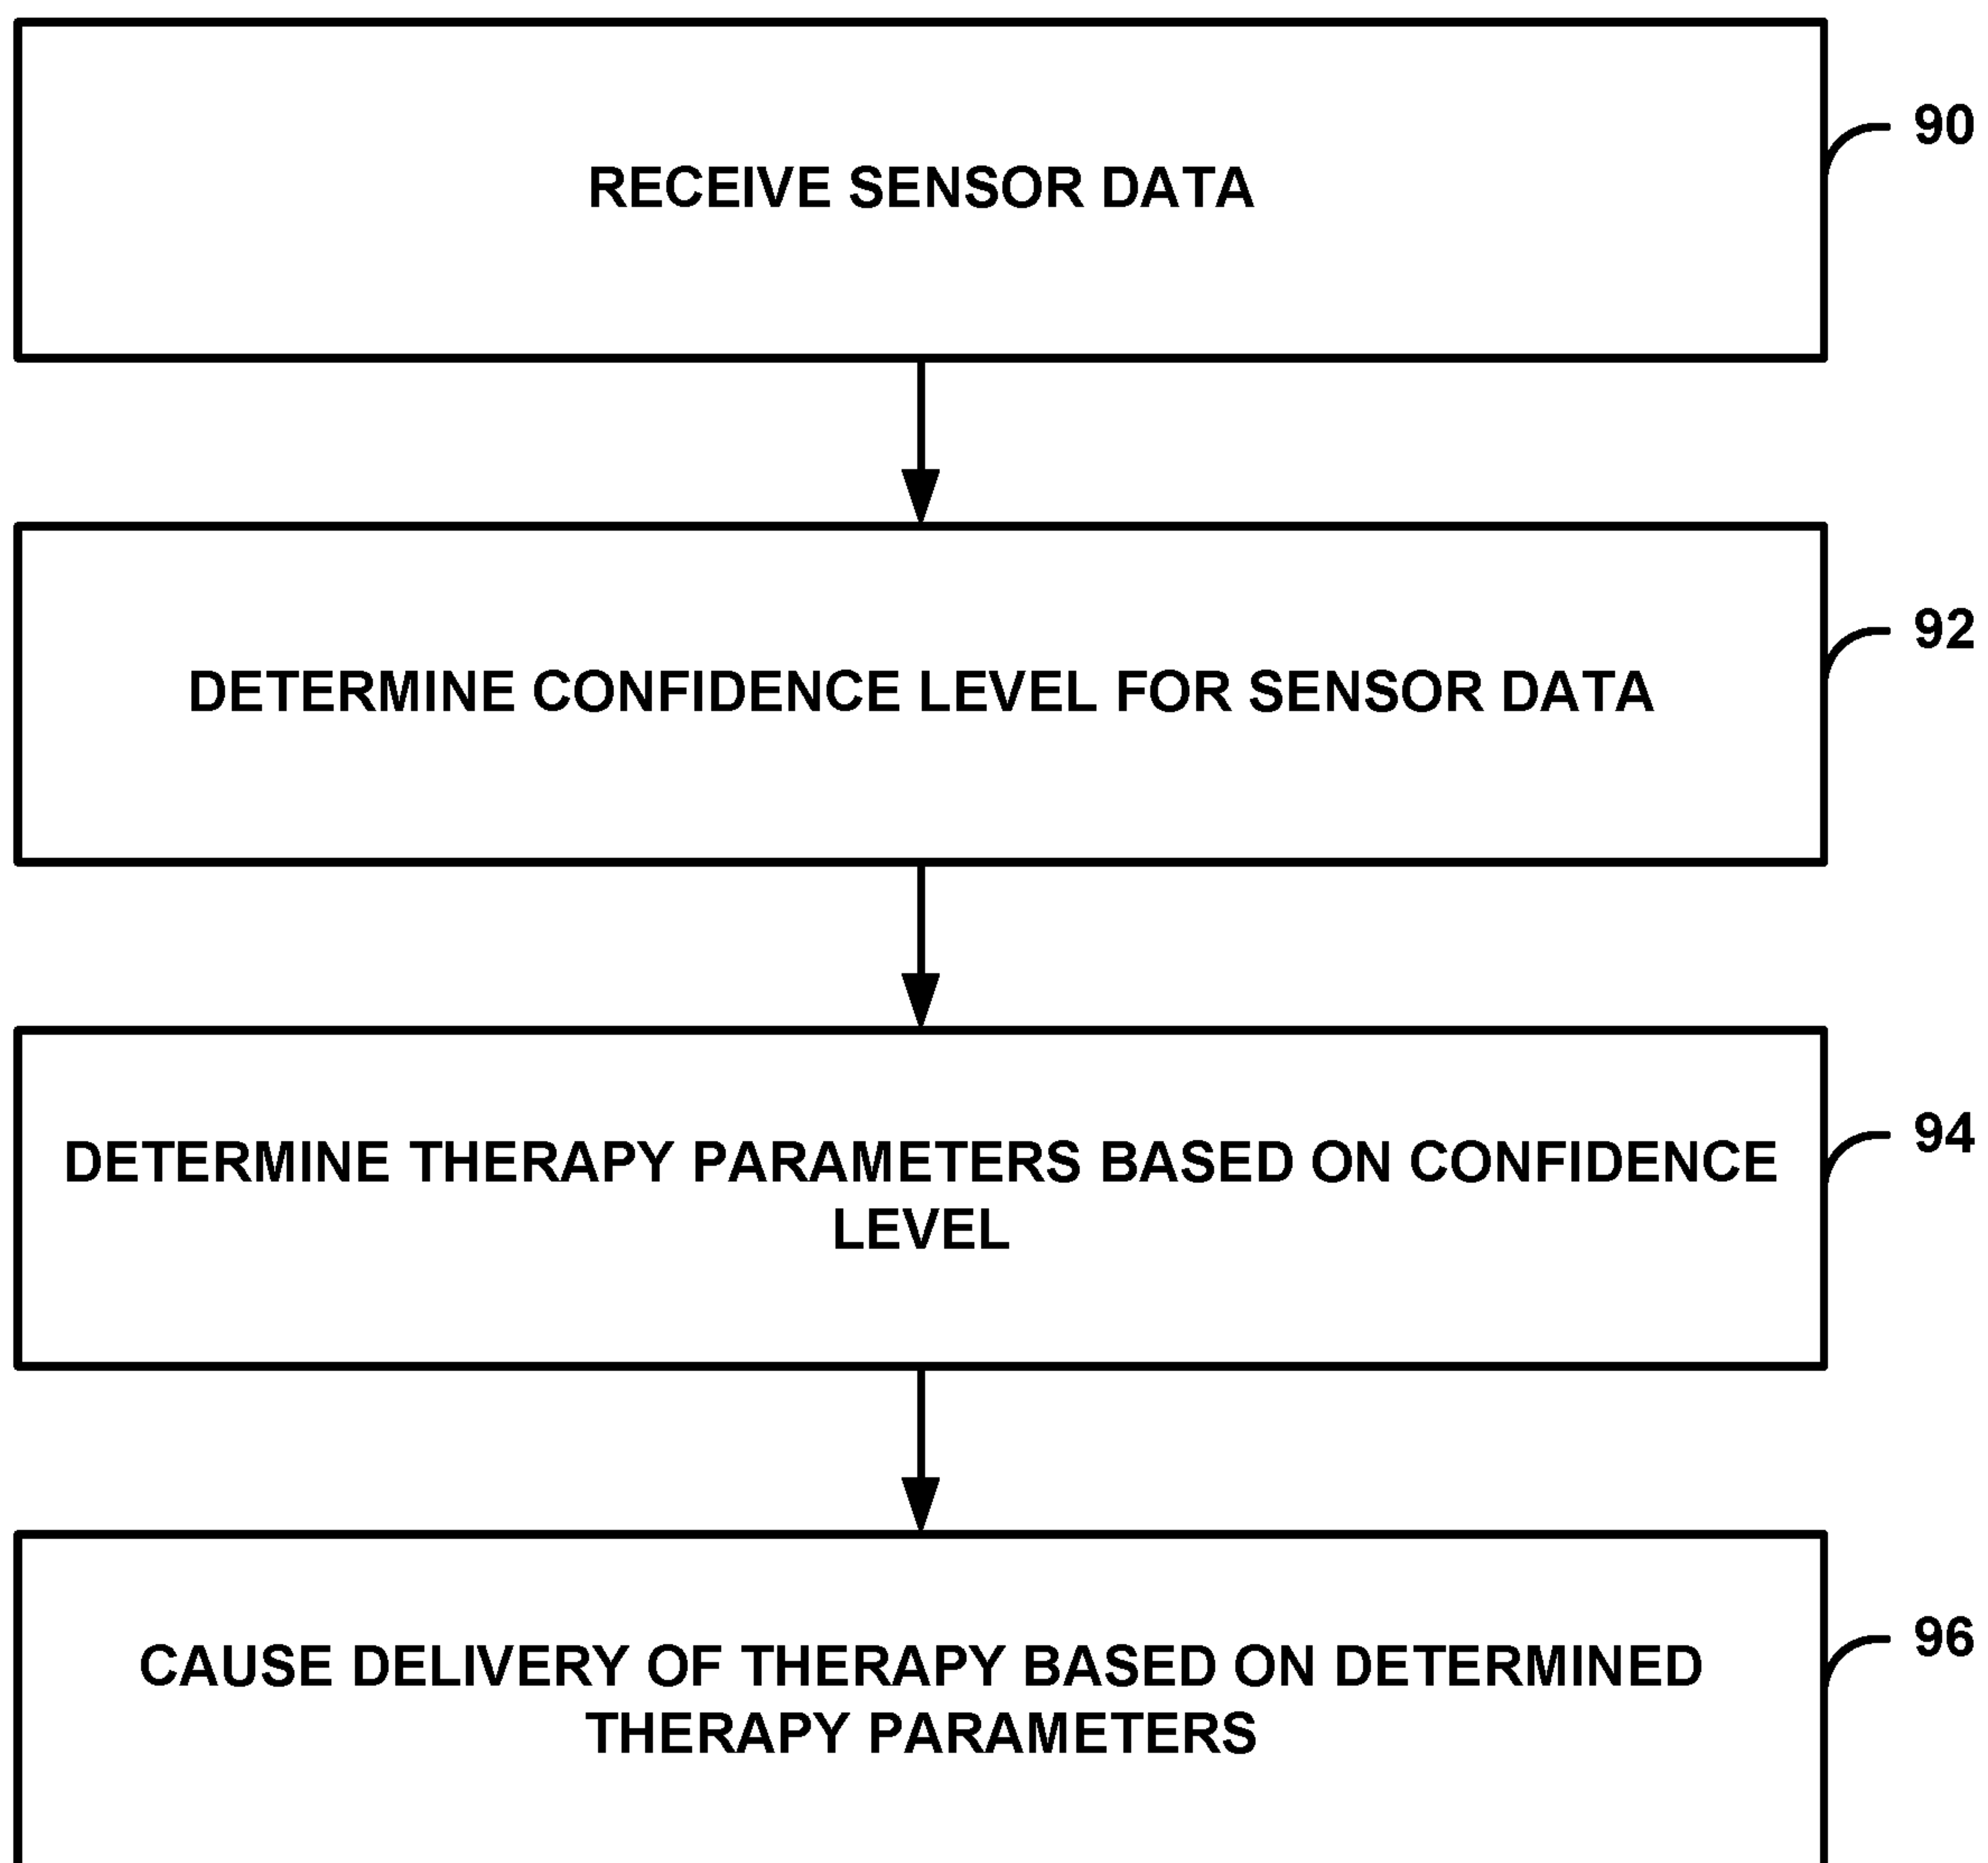 90
RECEIVE SENSOR DATA
92
DETERMINE CONFIDENCE LEVEL FOR SENSOR DATA
94
DETERMINE THERAPY PARAMETERS BASED ON CONFIDENCE
LEVEL
96
CAUSE DELIVERY OF THERAPY BASED ON DETERMINED
THERAPY PARAMETERS